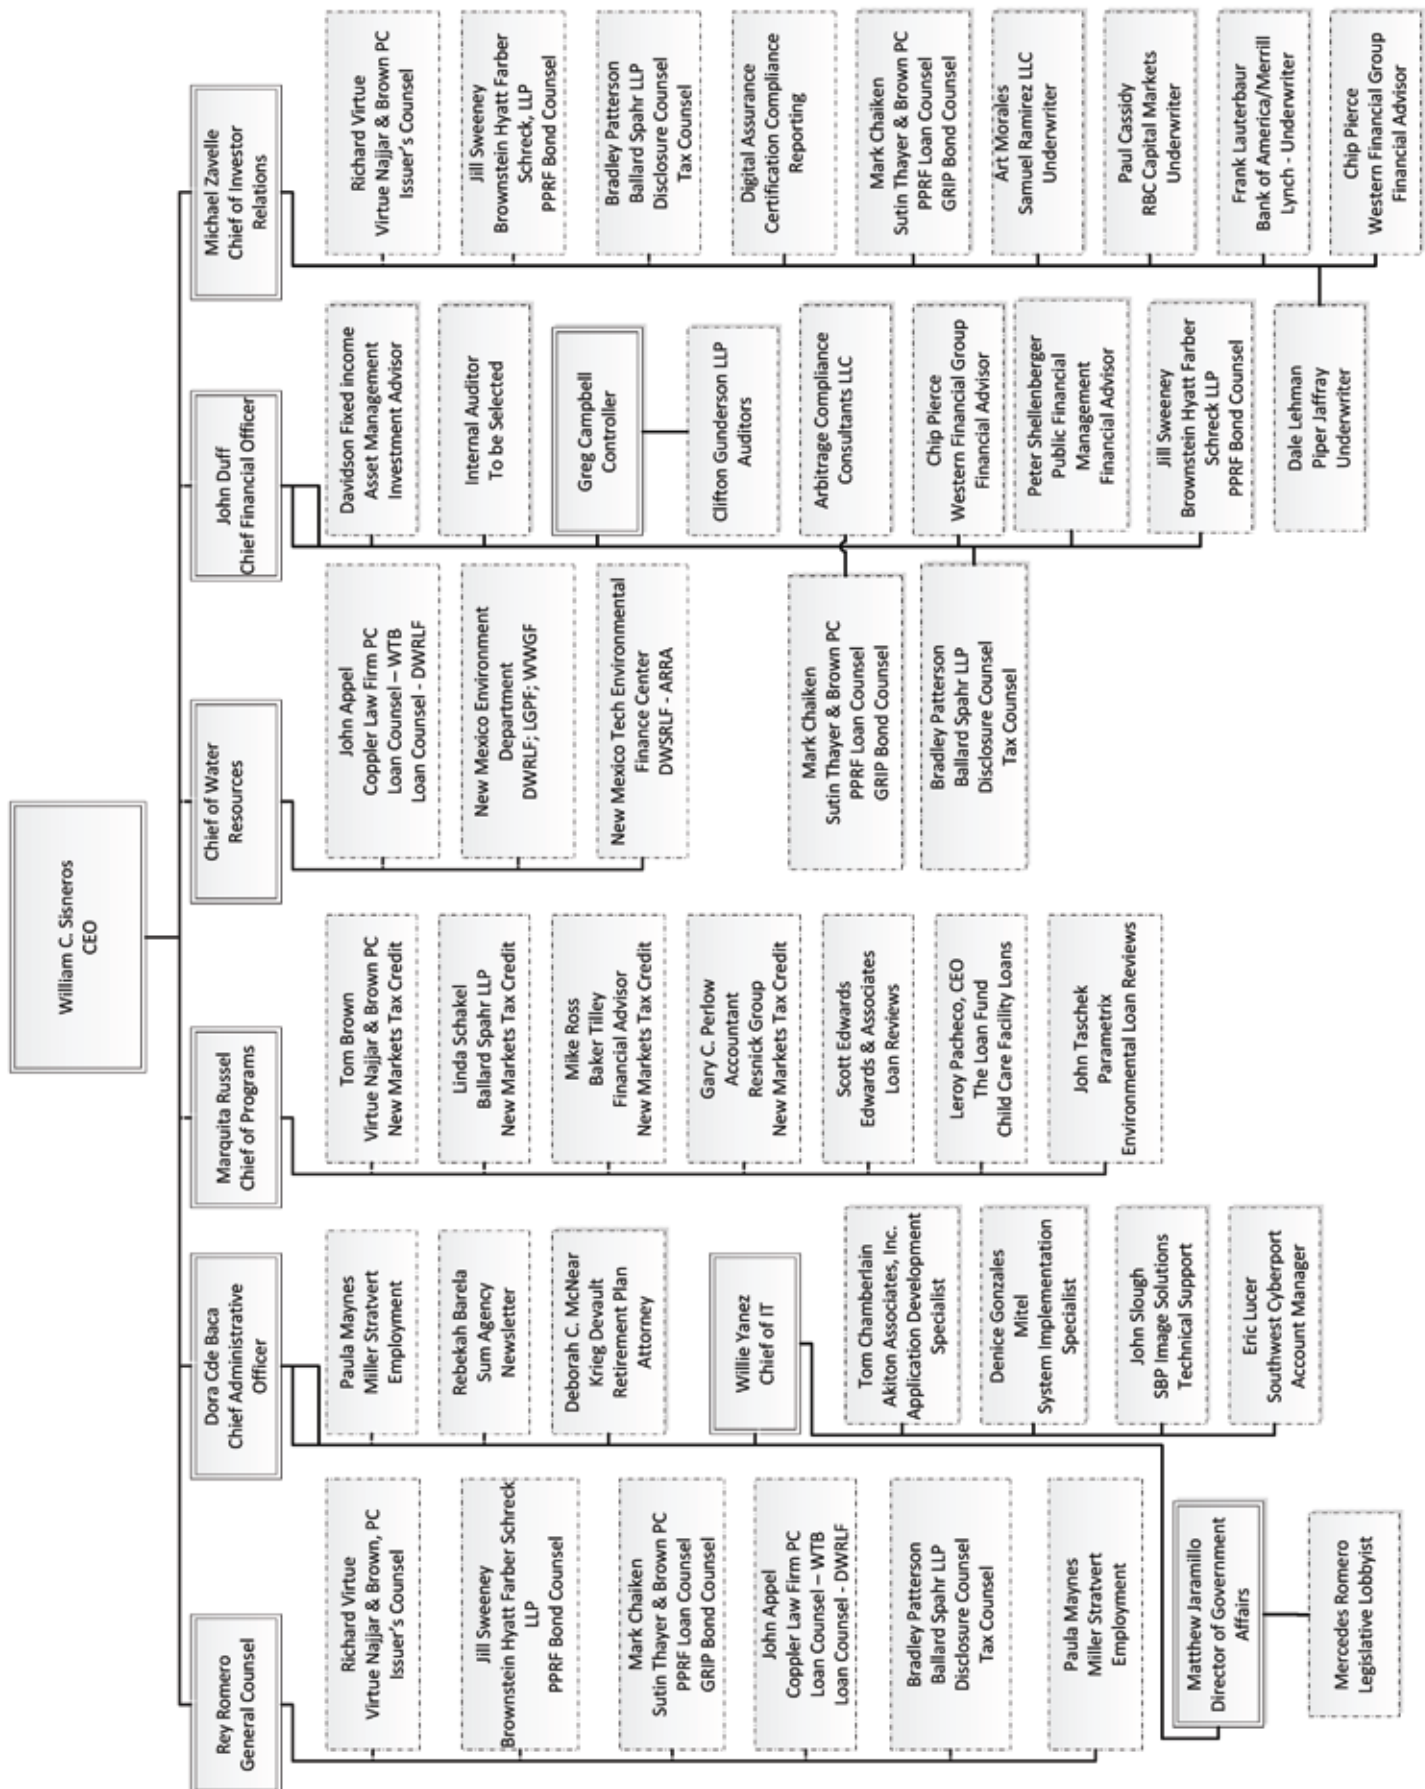 William C. Sisneros
CEO
Rey Romero
General Counsel
Richard Virtue
Virtue Najjar & Brown, PC
Issuer's Counsel
Jill Sweeney
Brownstein Hyatt Farber Schreck
LLP
PPRF Bond Counsel
Mark Chaiken
Sutin Thayer & Brown PC
PPRF Loan Counsel
GRIP Bond Counsel
John Appel
Coppler Law Firm PC
Loan Counsel – WTB
Loan Counsel - DWRLF
Bradley Patterson
Ballard Spahr LLP
Disclosure Counsel
Tax Counsel
Paula Maynes
Miller Stratvert
Employment
Dora Cde Baca
Chief Administrative
Officer
Paula Maynes
Miller Stratvert
Employment
Rebekah Barela
Sum Agency
Newsletter
Deborah C. McNear
Krieg Devault
Retirement Plan
Attorney
Willie Yanez
Chief of IT
Tom Chamberlain
Akiton Associates, Inc.
Application Development
Specialist
Denice Gonzales
Mitel
System Implementation
Specialist
John Slough
SBP Image Solutions
Technical Support
Eric Lucer
Southwest Cyberport
Account Manager
Matthew Jaramillo
Director of Government
Affairs
Mercedes Romero
Legislative Lobbyist
Marquita Russel
Chief of Programs
Tom Brown
Virtue Najjar & Brown PC
New Markets Tax Credit
Linda Schakel
Ballard Spahr LLP
New Markets Tax Credit
Mike Ross
Baker Tilley
Financial Advisor
New Markets Tax Credit
Gary C. Perlow
Accountant
Resnick Group
New Markets Tax Credit
Scott Edwards
Edwards & Associates
Loan Reviews
Leroy Pacheco, CEO
The Loan Fund
Child Care Facility Loans
John Taschek
Parametrix
Environmental Loan Reviews
Chief of Water
Resources
John Appel
Coppler Law Firm PC
Loan Counsel – WTB
Loan Counsel - DWRLF
New Mexico Environment
Department
DWRLF; LGPF; WWGF
New Mexico Tech Environmental
Finance Center
DWSRLF - ARRA
John Duff
Chief Financial Officer
Davidson Fixed income
Asset Management
Investment Advisor
Internal Auditor
To be Selected
Greg Campbell
Controller
Clifton Gunderson LLP
Auditors
Arbitrage Compliance
Consultants LLC
Mark Chaiken
Sutin Thayer & Brown PC
PPRF Loan Counsel
GRIP Bond Counsel
Chip Pierce
Western Financial Group
Financial Advisor
Bradley Patterson
Ballard Spahr LLP
Disclosure Counsel
Tax Counsel
Peter Shellenberger
Public Financial
Management
Financial Advisor
Jill Sweeney
Brownstein Hyatt Farber
Schreck LLP
PPRF Bond Counsel
Michael Zavelle
Chief of Investor
Relations
Richard Virtue
Virtue Najjar & Brown PC
Issuer's Counsel
Jill Sweeney
Brownstein Hyatt Farber
Schreck, LLP
PPRF Bond Counsel
Bradley Patterson
Ballard Spahr LLP
Disclosure Counsel
Tax Counsel
Digital Assurance
Certification Compliance
Reporting
Mark Chaiken
Sutin Thayer & Brown PC
PPRF Loan Counsel
GRIP Bond Counsel
Art Morales
Samuel Ramirez LLC
Underwriter
Paul Cassidy
RBC Capital Markets
Underwriter
Frank Lauterbaur
Bank of America/Merrill
Lynch - Underwriter
Dale Lehman
Piper Jaffray
Underwriter
Chip Pierce
Western Financial Group
Financial Advisor